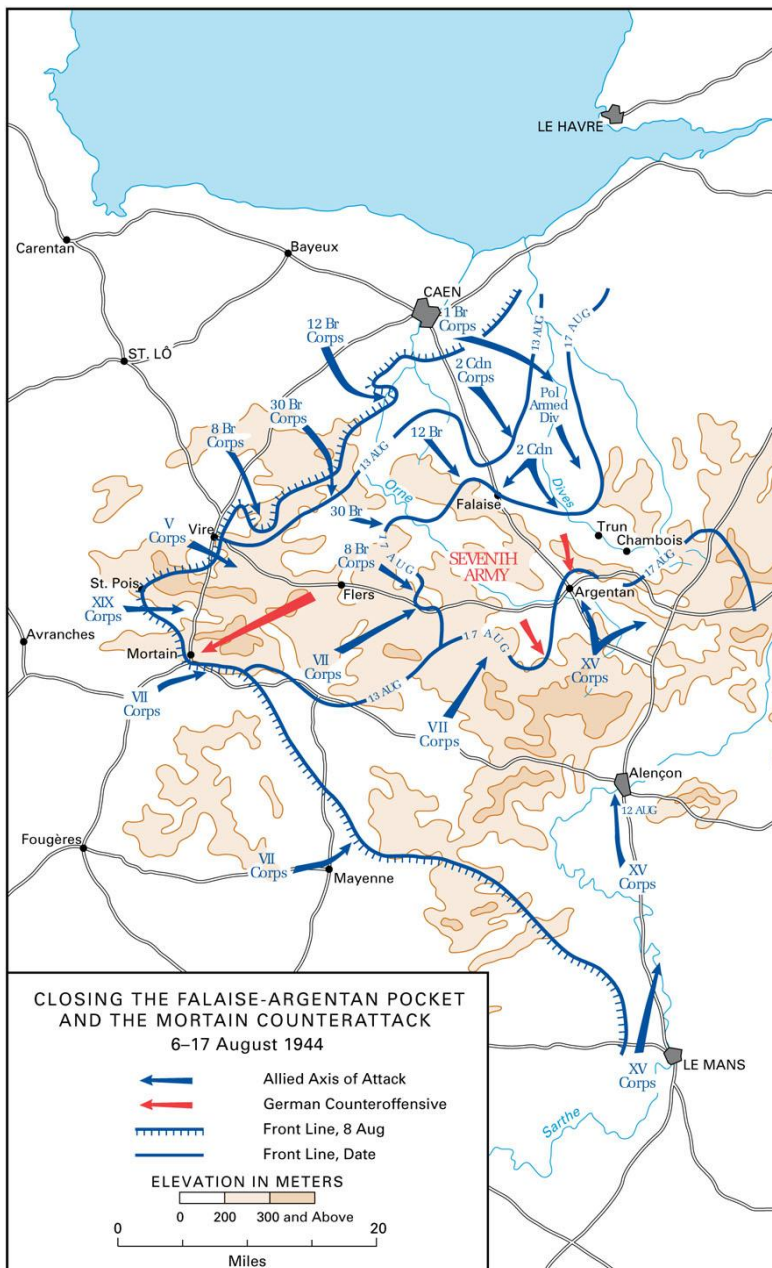 LE HAVRE
Carentan
Bayeux
CAEN
1 Br
Corps
13 AUG
17 AUG
12 Br
Corps
ST. LÔ
2 Cdn
Corps
Pol
Armed
Div
30 Br
Corps
8 Br
Corps
12 Br
13 AUG
2 Cdn
Orne
Dives
Falaise
30 Br
V
Corps
Vire
Trun
Chambois
17 AUG
8 Br
Corps
SEVENTH
ARMY
17 AUG
St. Pois
Flers
Argentan
XIX
Corps
Avranches
Mortain
VII
Corps
17 AUG
XV
Corps
VII
Corps
13 AUG
VII
Corps
Alençon
12 AUG
Fougères
VII
Corps
Mayenne
XV
Corps
XV
Corps
LE MANS
Sarthe
CLOSING THE FALAISE-ARGENTAN POCKET
AND THE MORTAIN COUNTERATTACK
6–17 August 1944
Allied Axis of Attack
German Counteroffensive
Front Line, 8 Aug
Front Line, Date
ELEVATION IN METERS
0 200 300 and Above
0 20
Miles